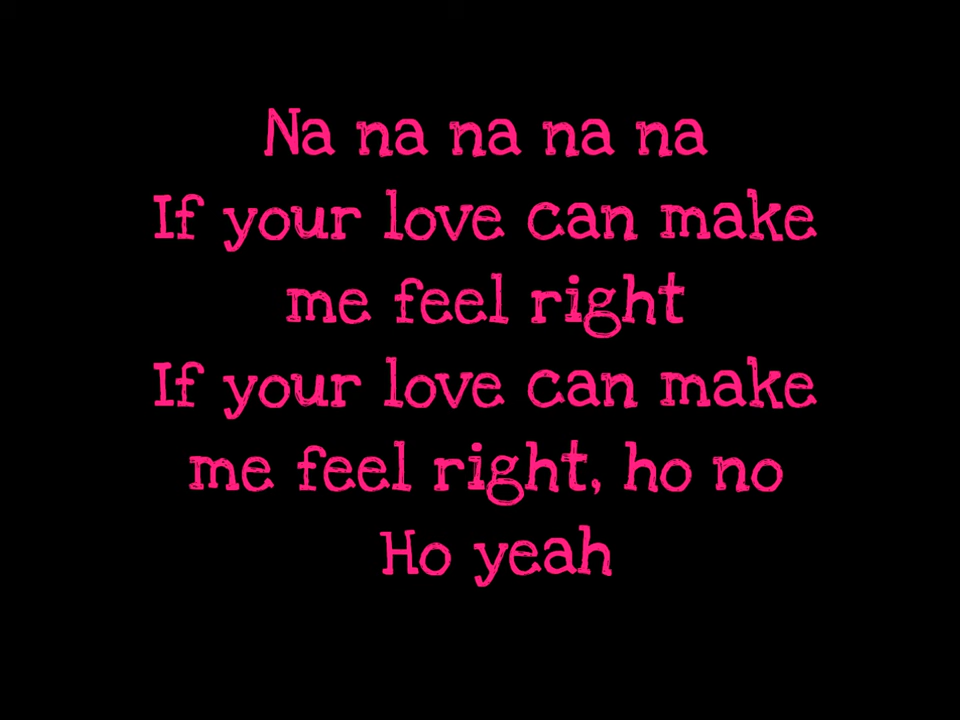 Na na na na na
If your love can make
me feel right
If your love can make
me feel right, ho no
Ho yeah